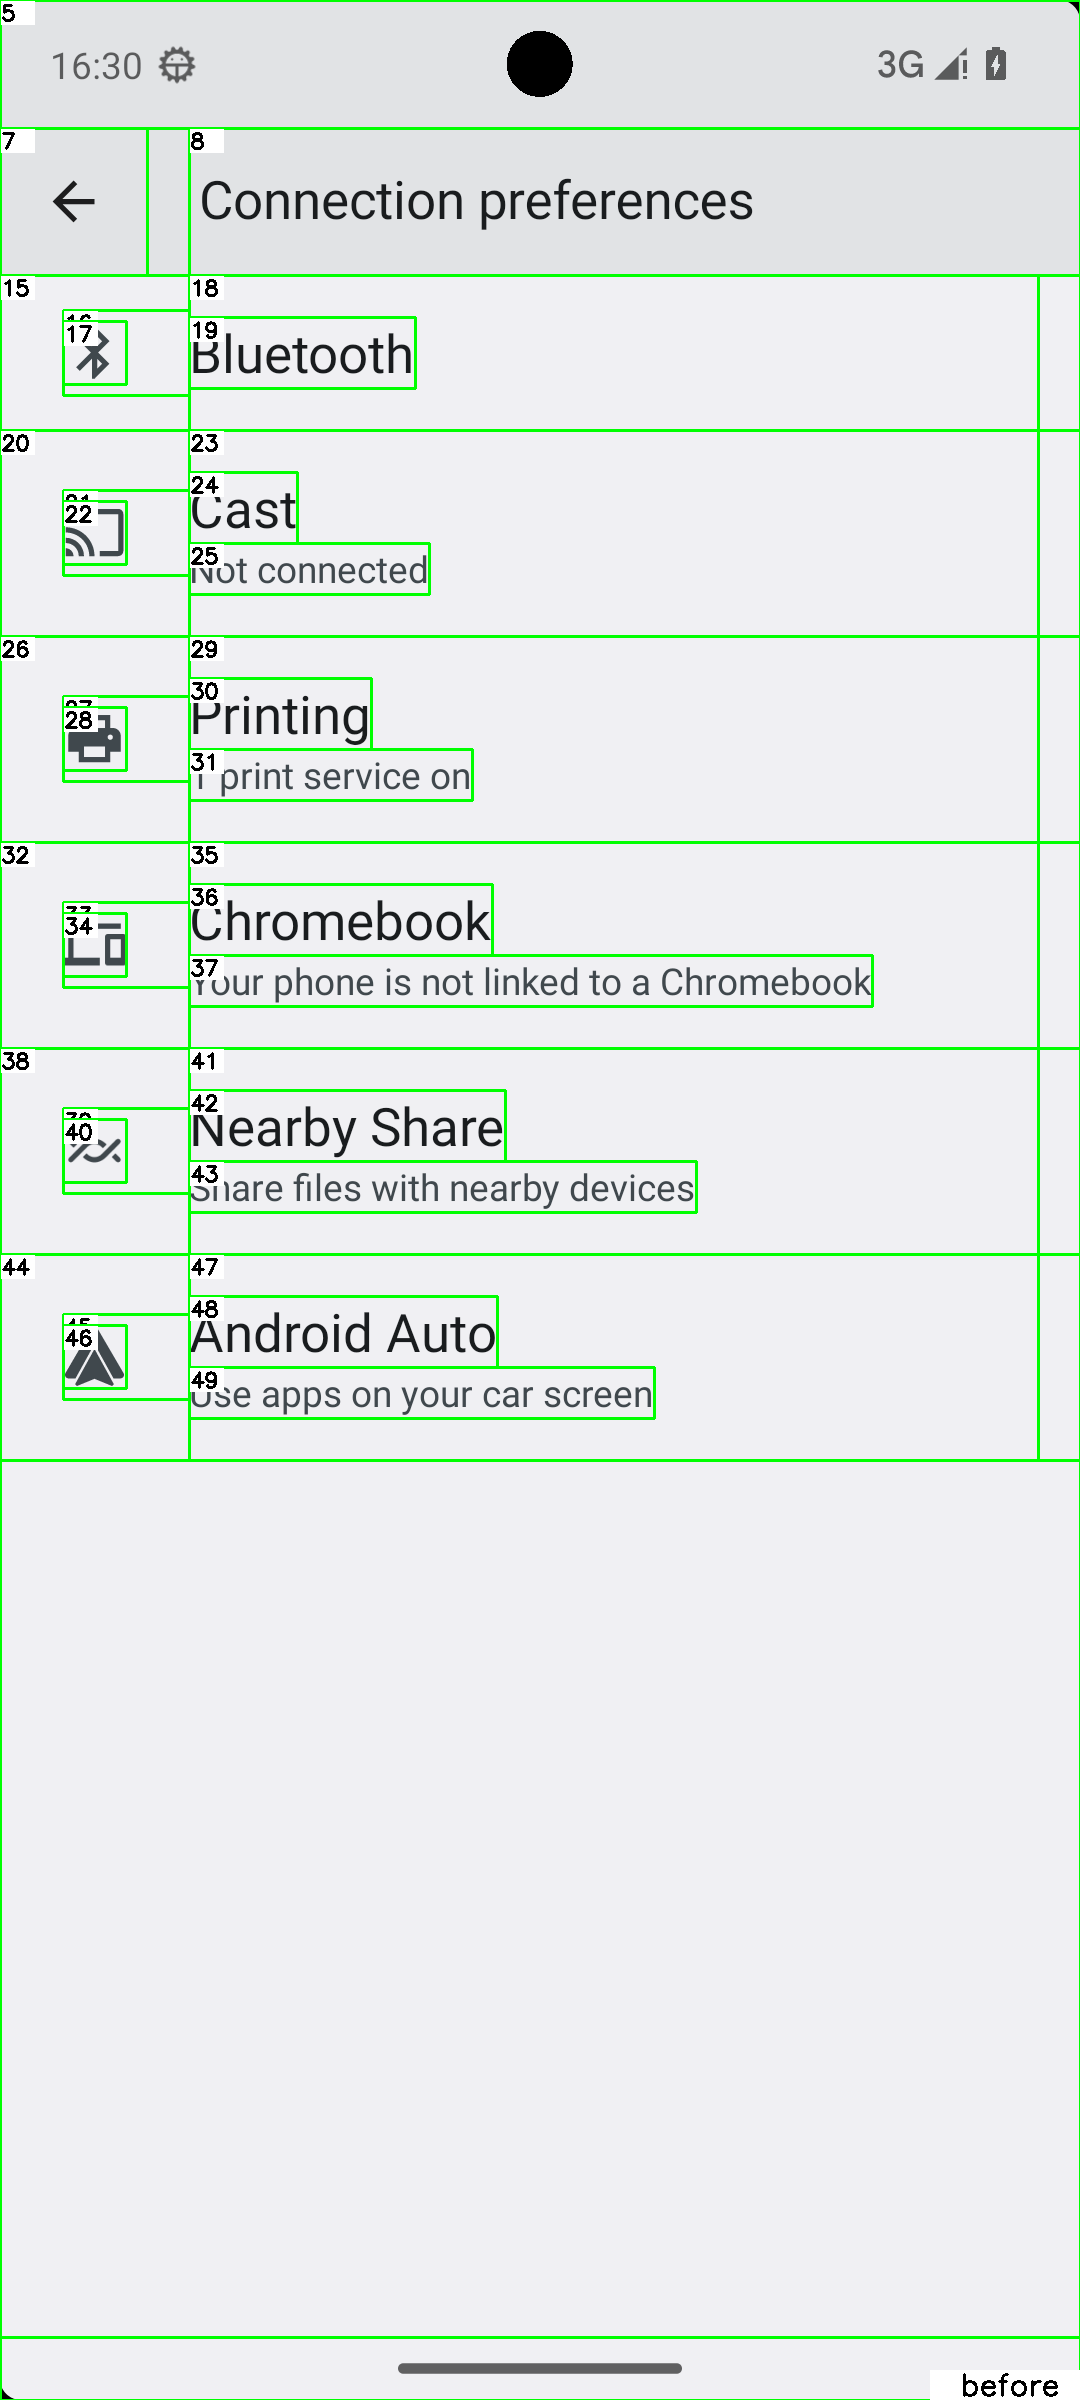 5
16:30
3G
7
8
Connection preferences
15
18
17
19
Bluetooth
20
23
22
24
Cast
25
Not connected
26
29
28
30
Printing
31
1 print service on
32
35
34
36
Chromebook
37
Your phone is not linked to a Chromebook
38
41
40
42
Nearby Share
43
Share files with nearby devices
44
47
46
48
Android Auto
49
Use apps on your car screen
before